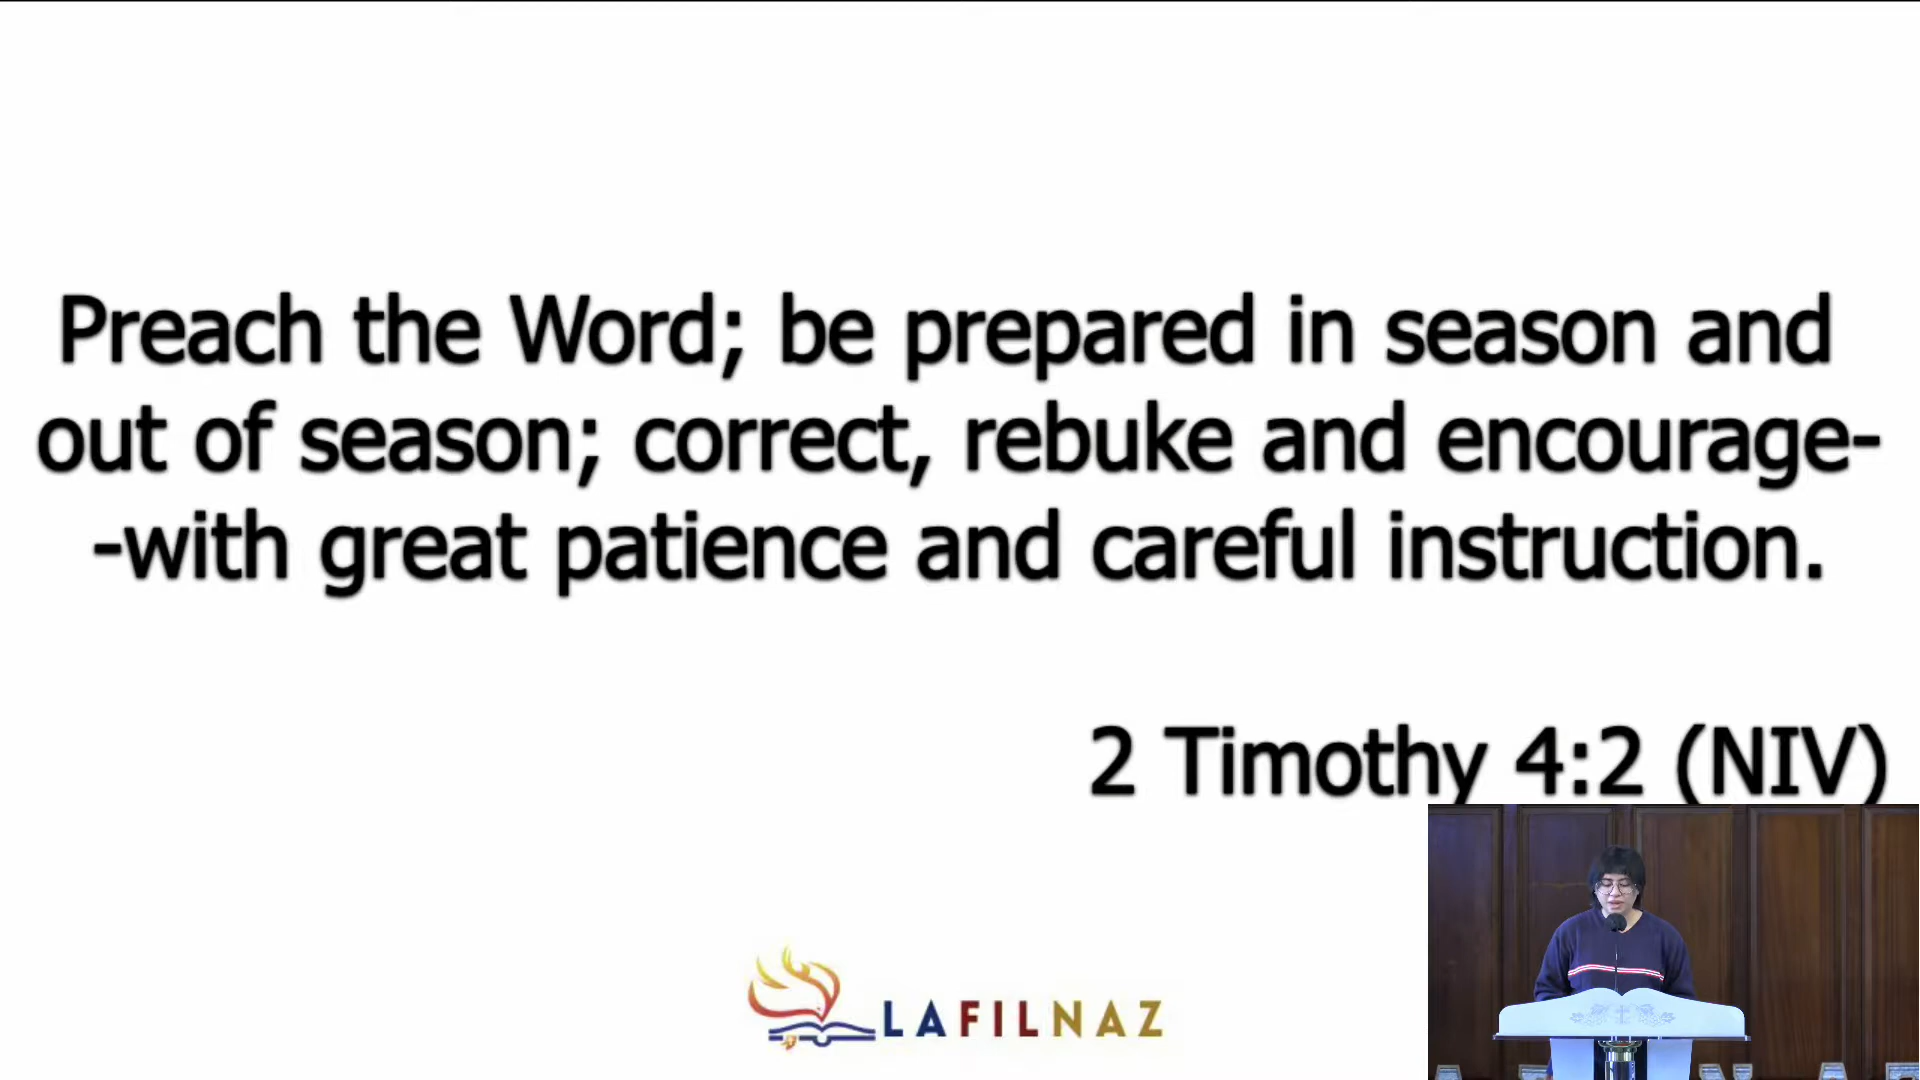 Preach the Word; be prepared in season and
out of season; correct, rebuke and encourage-
-with great patience and careful instruction.
2 Timothy 4:2 (NIV)
LAFILNAZ